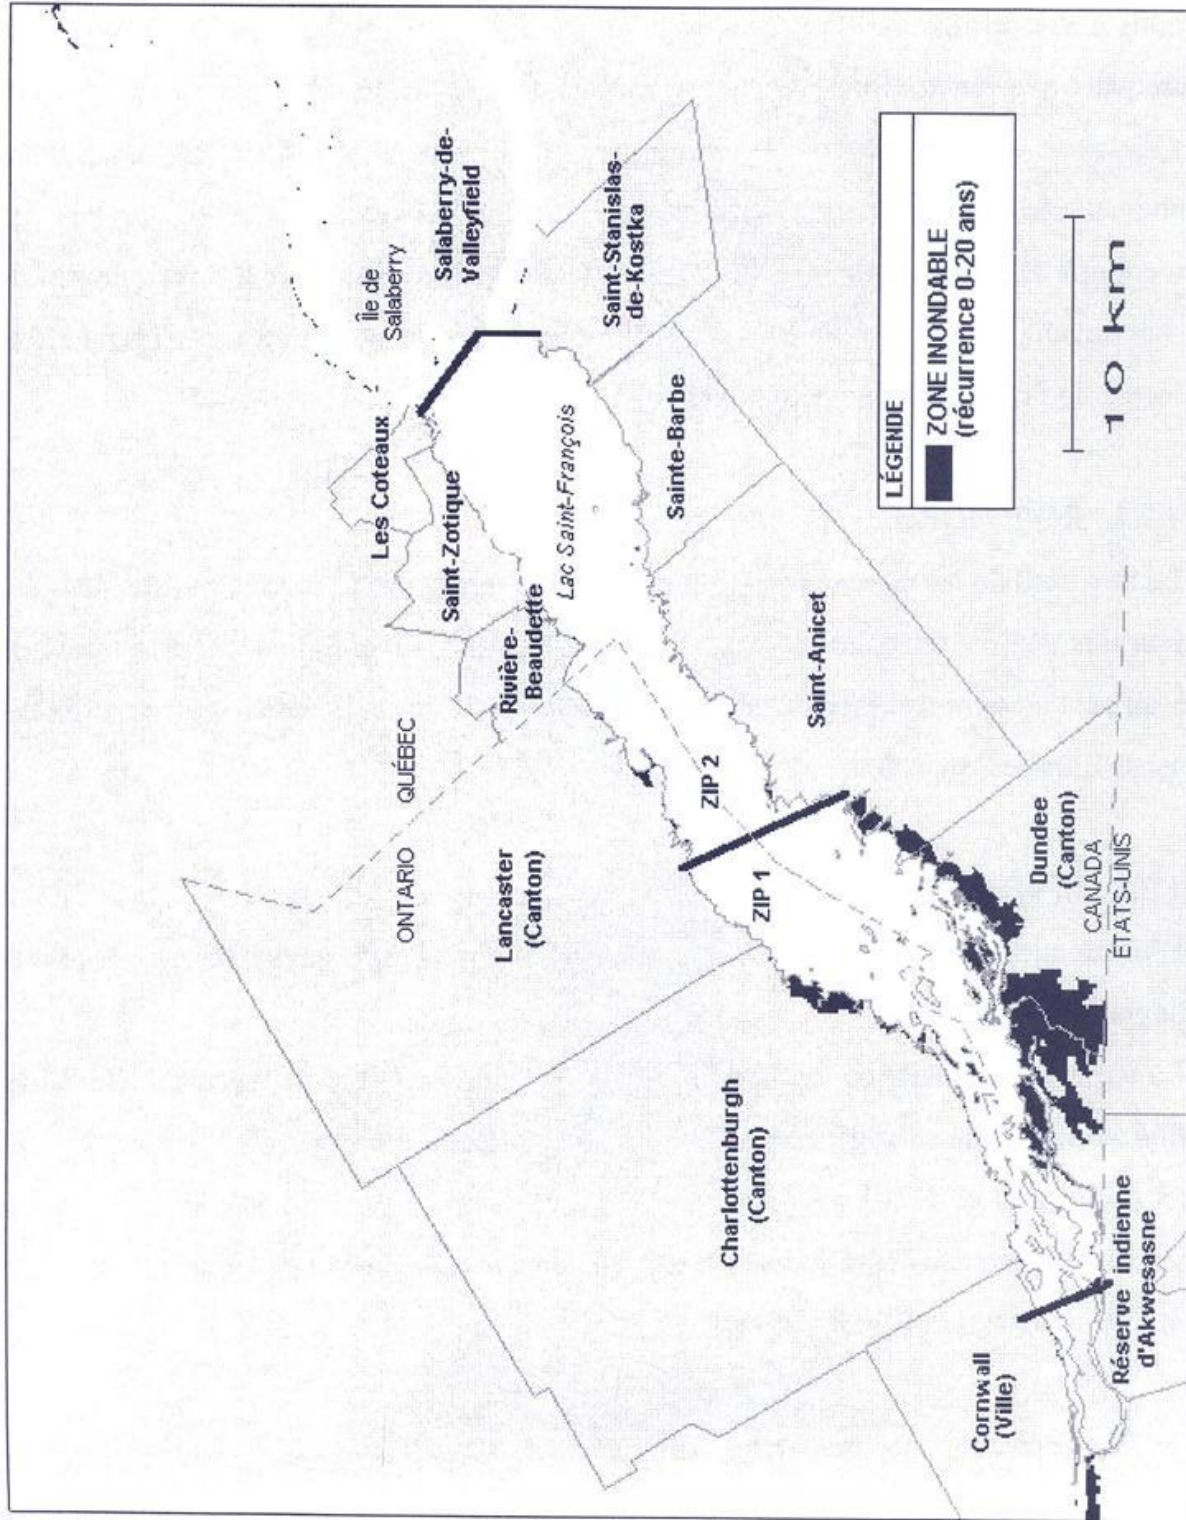 Île de
Salaberry
Salaberry-de-
Valleyfield
Saint-Stanislas-
de-Kostka
Les Coteaux
Saint-Zotique
Rivière-
Beaudette
Lac Saint-François
Sainte-Barbe
Saint-Anicet
QUÉBEC
ONTARIO
Lancaster
(Canton)
ZIP 2
ZIP 1
Dundee
(Canton)
CANADA
ÉTATS-UNIS
Charlottenburgh
(Canton)
Cornwall
(Ville)
Réserve indienne
d'Akwesasne
LÉGENDE
ZONE INONDABLE
(récurrence 0-20 ans)
10 km